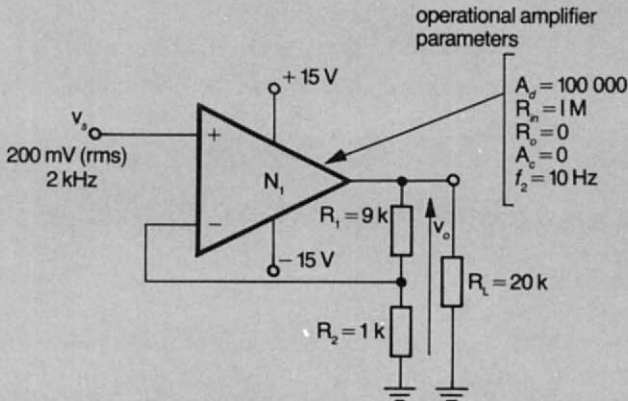 operational amplifier
parameters
A_d = 100 000
R_in = 1 M
R_o = 0
A_c = 0
f_2 = 10 Hz
+15 V
v_s
200 mV (rms)
2 kHz
+
N_1
−
−15 V
R_1 = 9 k
v_o
R_L = 20 k
R_2 = 1 k